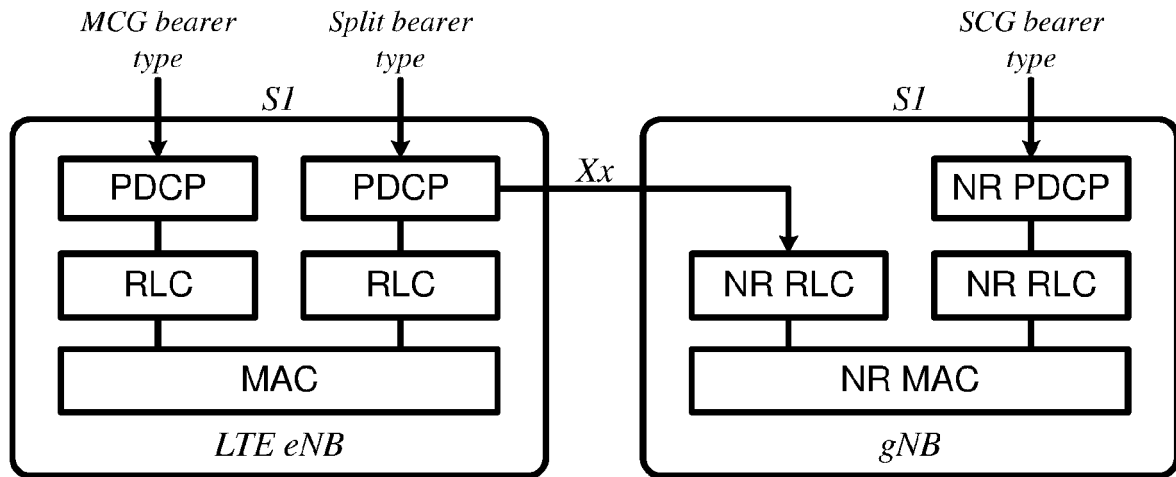 MCG bearer
type
Split bearer
type
SCG bearer
type
S1
S1
PDCP
PDCP
Xx
NR PDCP
RLC
RLC
NR RLC
NR RLC
MAC
NR MAC
LTE eNB
gNB